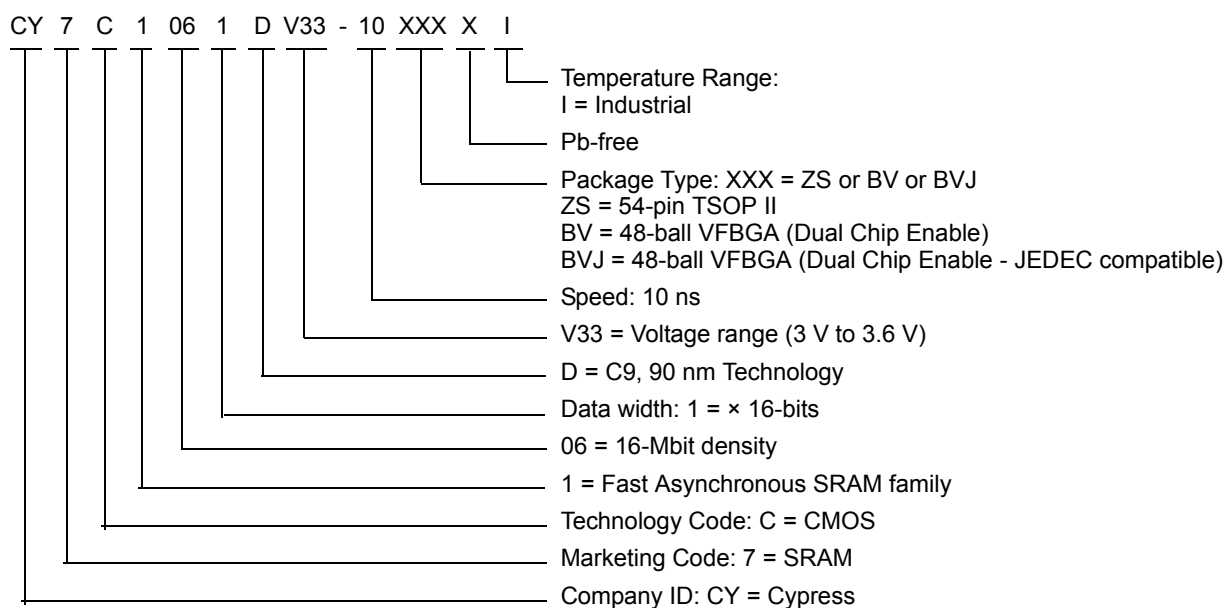 CY 7 C 1 06 1 D V33 - 10 XXX X I
Temperature Range:
I = Industrial
Pb-free
Package Type: XXX = ZS or BV or BVJ
ZS = 54-pin TSOP II
BV = 48-ball VFBGA (Dual Chip Enable)
BVJ = 48-ball VFBGA (Dual Chip Enable - JEDEC compatible)
Speed: 10 ns
V33 = Voltage range (3 V to 3.6 V)
D = C9, 90 nm Technology
Data width: 1 = × 16-bits
06 = 16-Mbit density
1 = Fast Asynchronous SRAM family
Technology Code: C = CMOS
Marketing Code: 7 = SRAM
Company ID: CY = Cypress